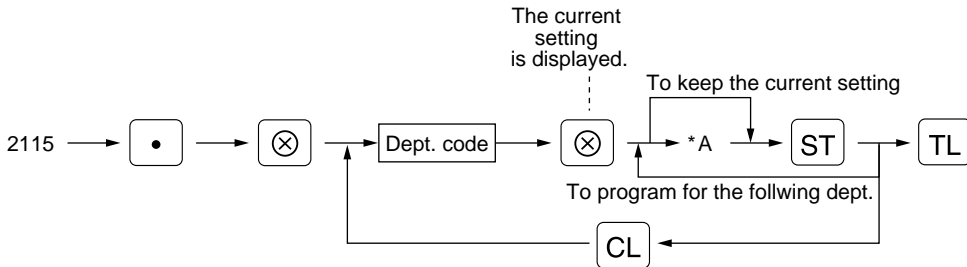 The current
setting
is displayed.
To keep the current setting
2115
•
⊗
Dept. code
⊗
*A
ST
TL
To program for the follwing dept.
CL